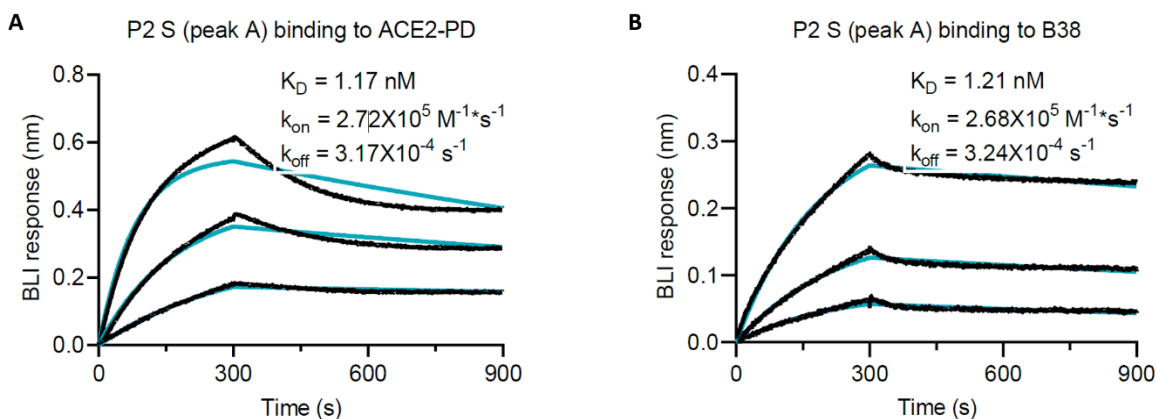 A
P2 S (peak A) binding to ACE2-PD
K_D = 1.17 nM
k_on = 2.72X10^5 M^-1*s^-1
k_off = 3.17X10^-4 s^-1
BLI response (nm)
0.8
0.6
0.4
0.2
0.0
0 300 600 900
Time (s)
B
P2 S (peak A) binding to B38
K_D = 1.21 nM
k_on = 2.68X10^5 M^-1*s^-1
k_off = 3.24X10^-4 s^-1
BLI response (nm)
0.4
0.3
0.2
0.1
0.0
0 300 600 900
Time (s)